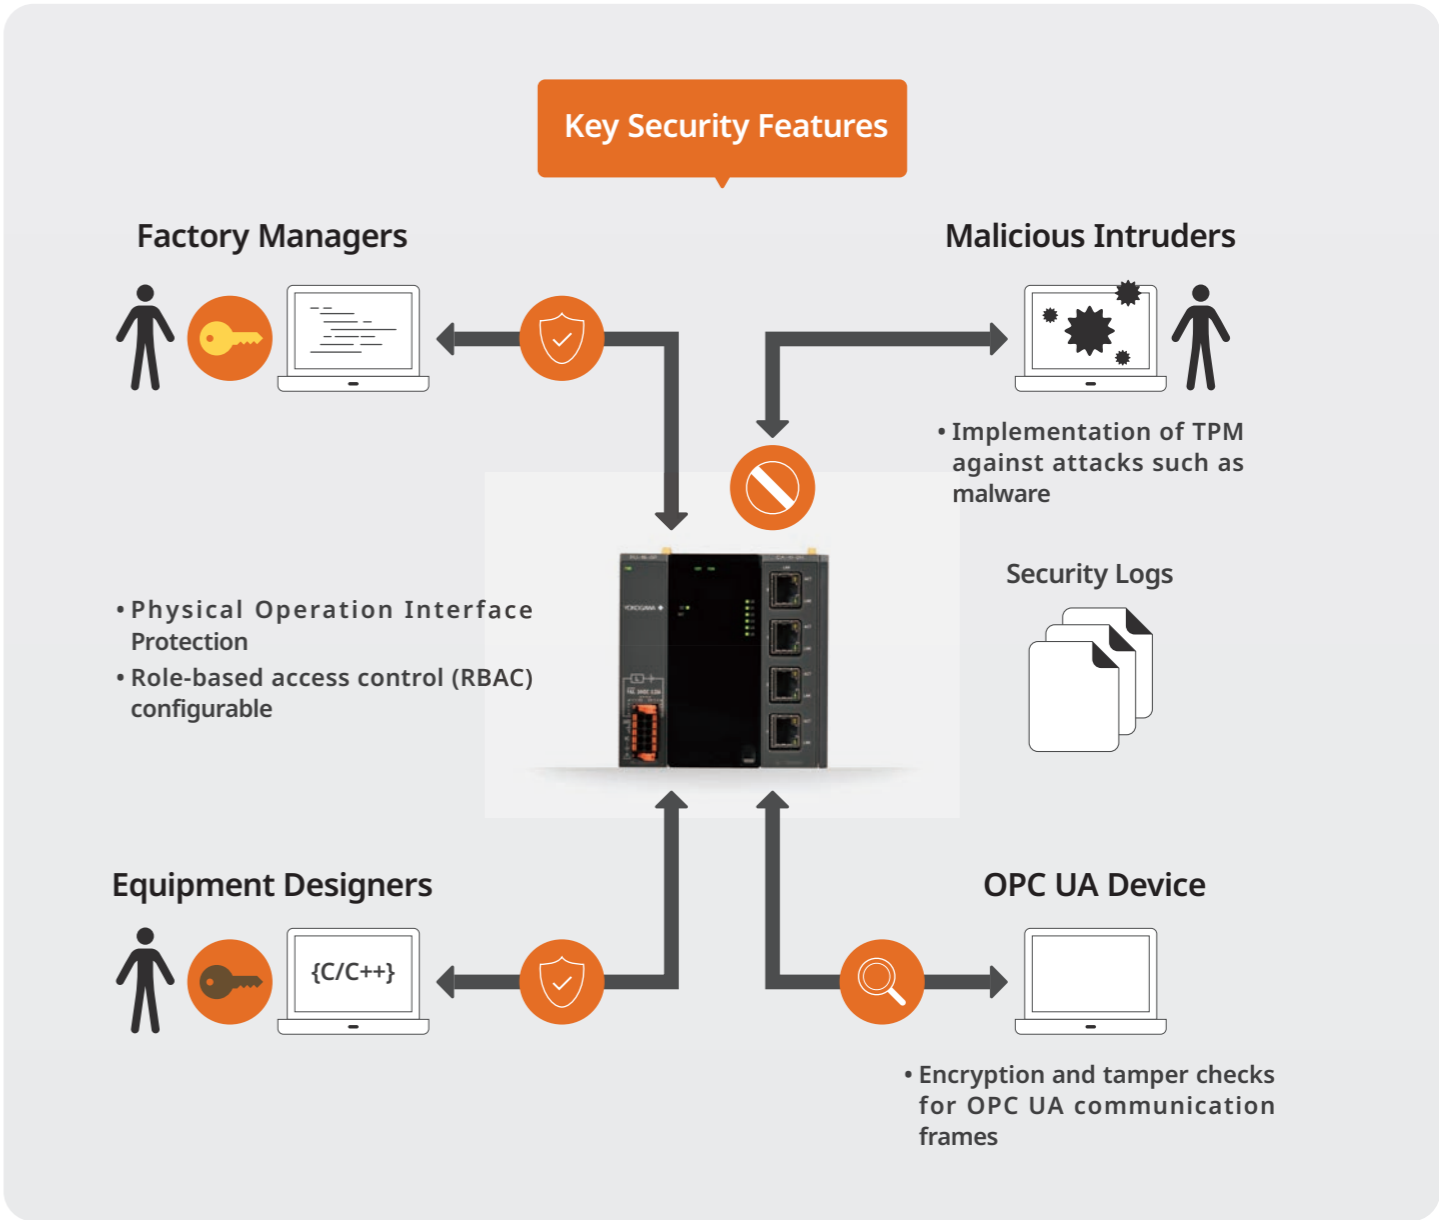 Key Security Features
Factory Managers
Malicious Intruders
• Implementation of TPM
against attacks such as
malware
Security Logs
YOKOGAWA
• Physical Operation Interface
Protection
• Role-based access control (RBAC)
configurable
Equipment Designers
{C/C++}
OPC UA Device
• Encryption and tamper checks
for OPC UA communication
frames